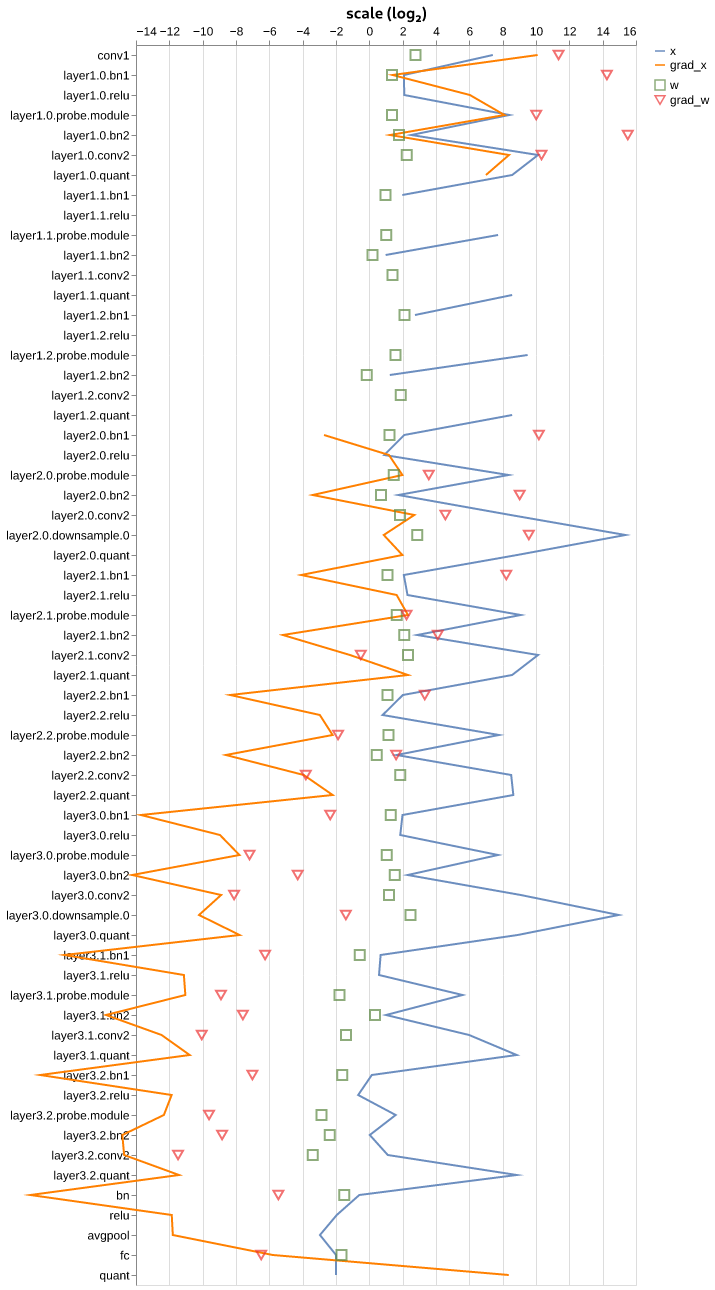 scale (log₂)
−14 −12 −10 −8 −6 −4 −2 0 2 4 6 8 10 12 14 16
x
grad_x
w
grad_w
conv1
layer1.0.bn1
layer1.0.relu
layer1.0.probe.module
layer1.0.bn2
layer1.0.conv2
layer1.0.quant
layer1.1.bn1
layer1.1.relu
layer1.1.probe.module
layer1.1.bn2
layer1.1.conv2
layer1.1.quant
layer1.2.bn1
layer1.2.relu
layer1.2.probe.module
layer1.2.bn2
layer1.2.conv2
layer1.2.quant
layer2.0.bn1
layer2.0.relu
layer2.0.probe.module
layer2.0.bn2
layer2.0.conv2
layer2.0.downsample.0
layer2.0.quant
layer2.1.bn1
layer2.1.relu
layer2.1.probe.module
layer2.1.bn2
layer2.1.conv2
layer2.1.quant
layer2.2.bn1
layer2.2.relu
layer2.2.probe.module
layer2.2.bn2
layer2.2.conv2
layer2.2.quant
layer3.0.bn1
layer3.0.relu
layer3.0.probe.module
layer3.0.bn2
layer3.0.conv2
layer3.0.downsample.0
layer3.0.quant
layer3.1.bn1
layer3.1.relu
layer3.1.probe.module
layer3.1.bn2
layer3.1.conv2
layer3.1.quant
layer3.2.bn1
layer3.2.relu
layer3.2.probe.module
layer3.2.bn2
layer3.2.conv2
layer3.2.quant
bn
relu
avgpool
fc
quant